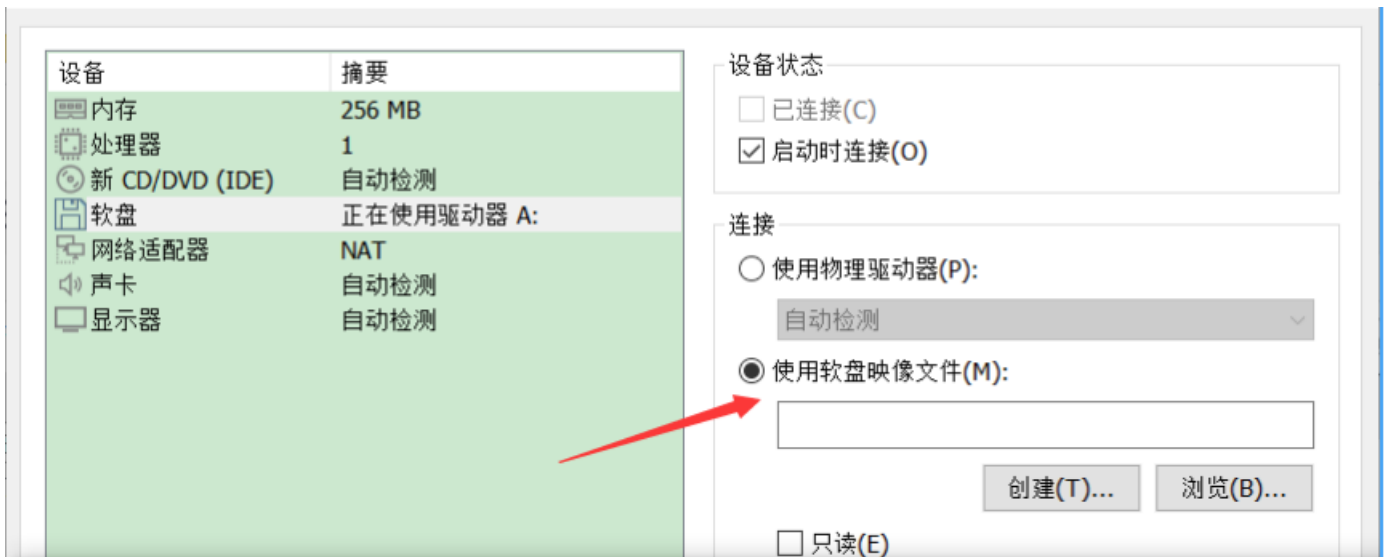 设备 摘要
内存 256 MB
处理器 1
新 CD/DVD (IDE) 自动检测
软盘 正在使用驱动器 A:
网络适配器 NAT
声卡 自动检测
显示器 自动检测
设备状态
已连接(C)
启动时连接(O)
连接
使用物理驱动器(P):
自动检测
使用软盘映像文件(M):
创建(T)... 浏览(B)...
只读(E)